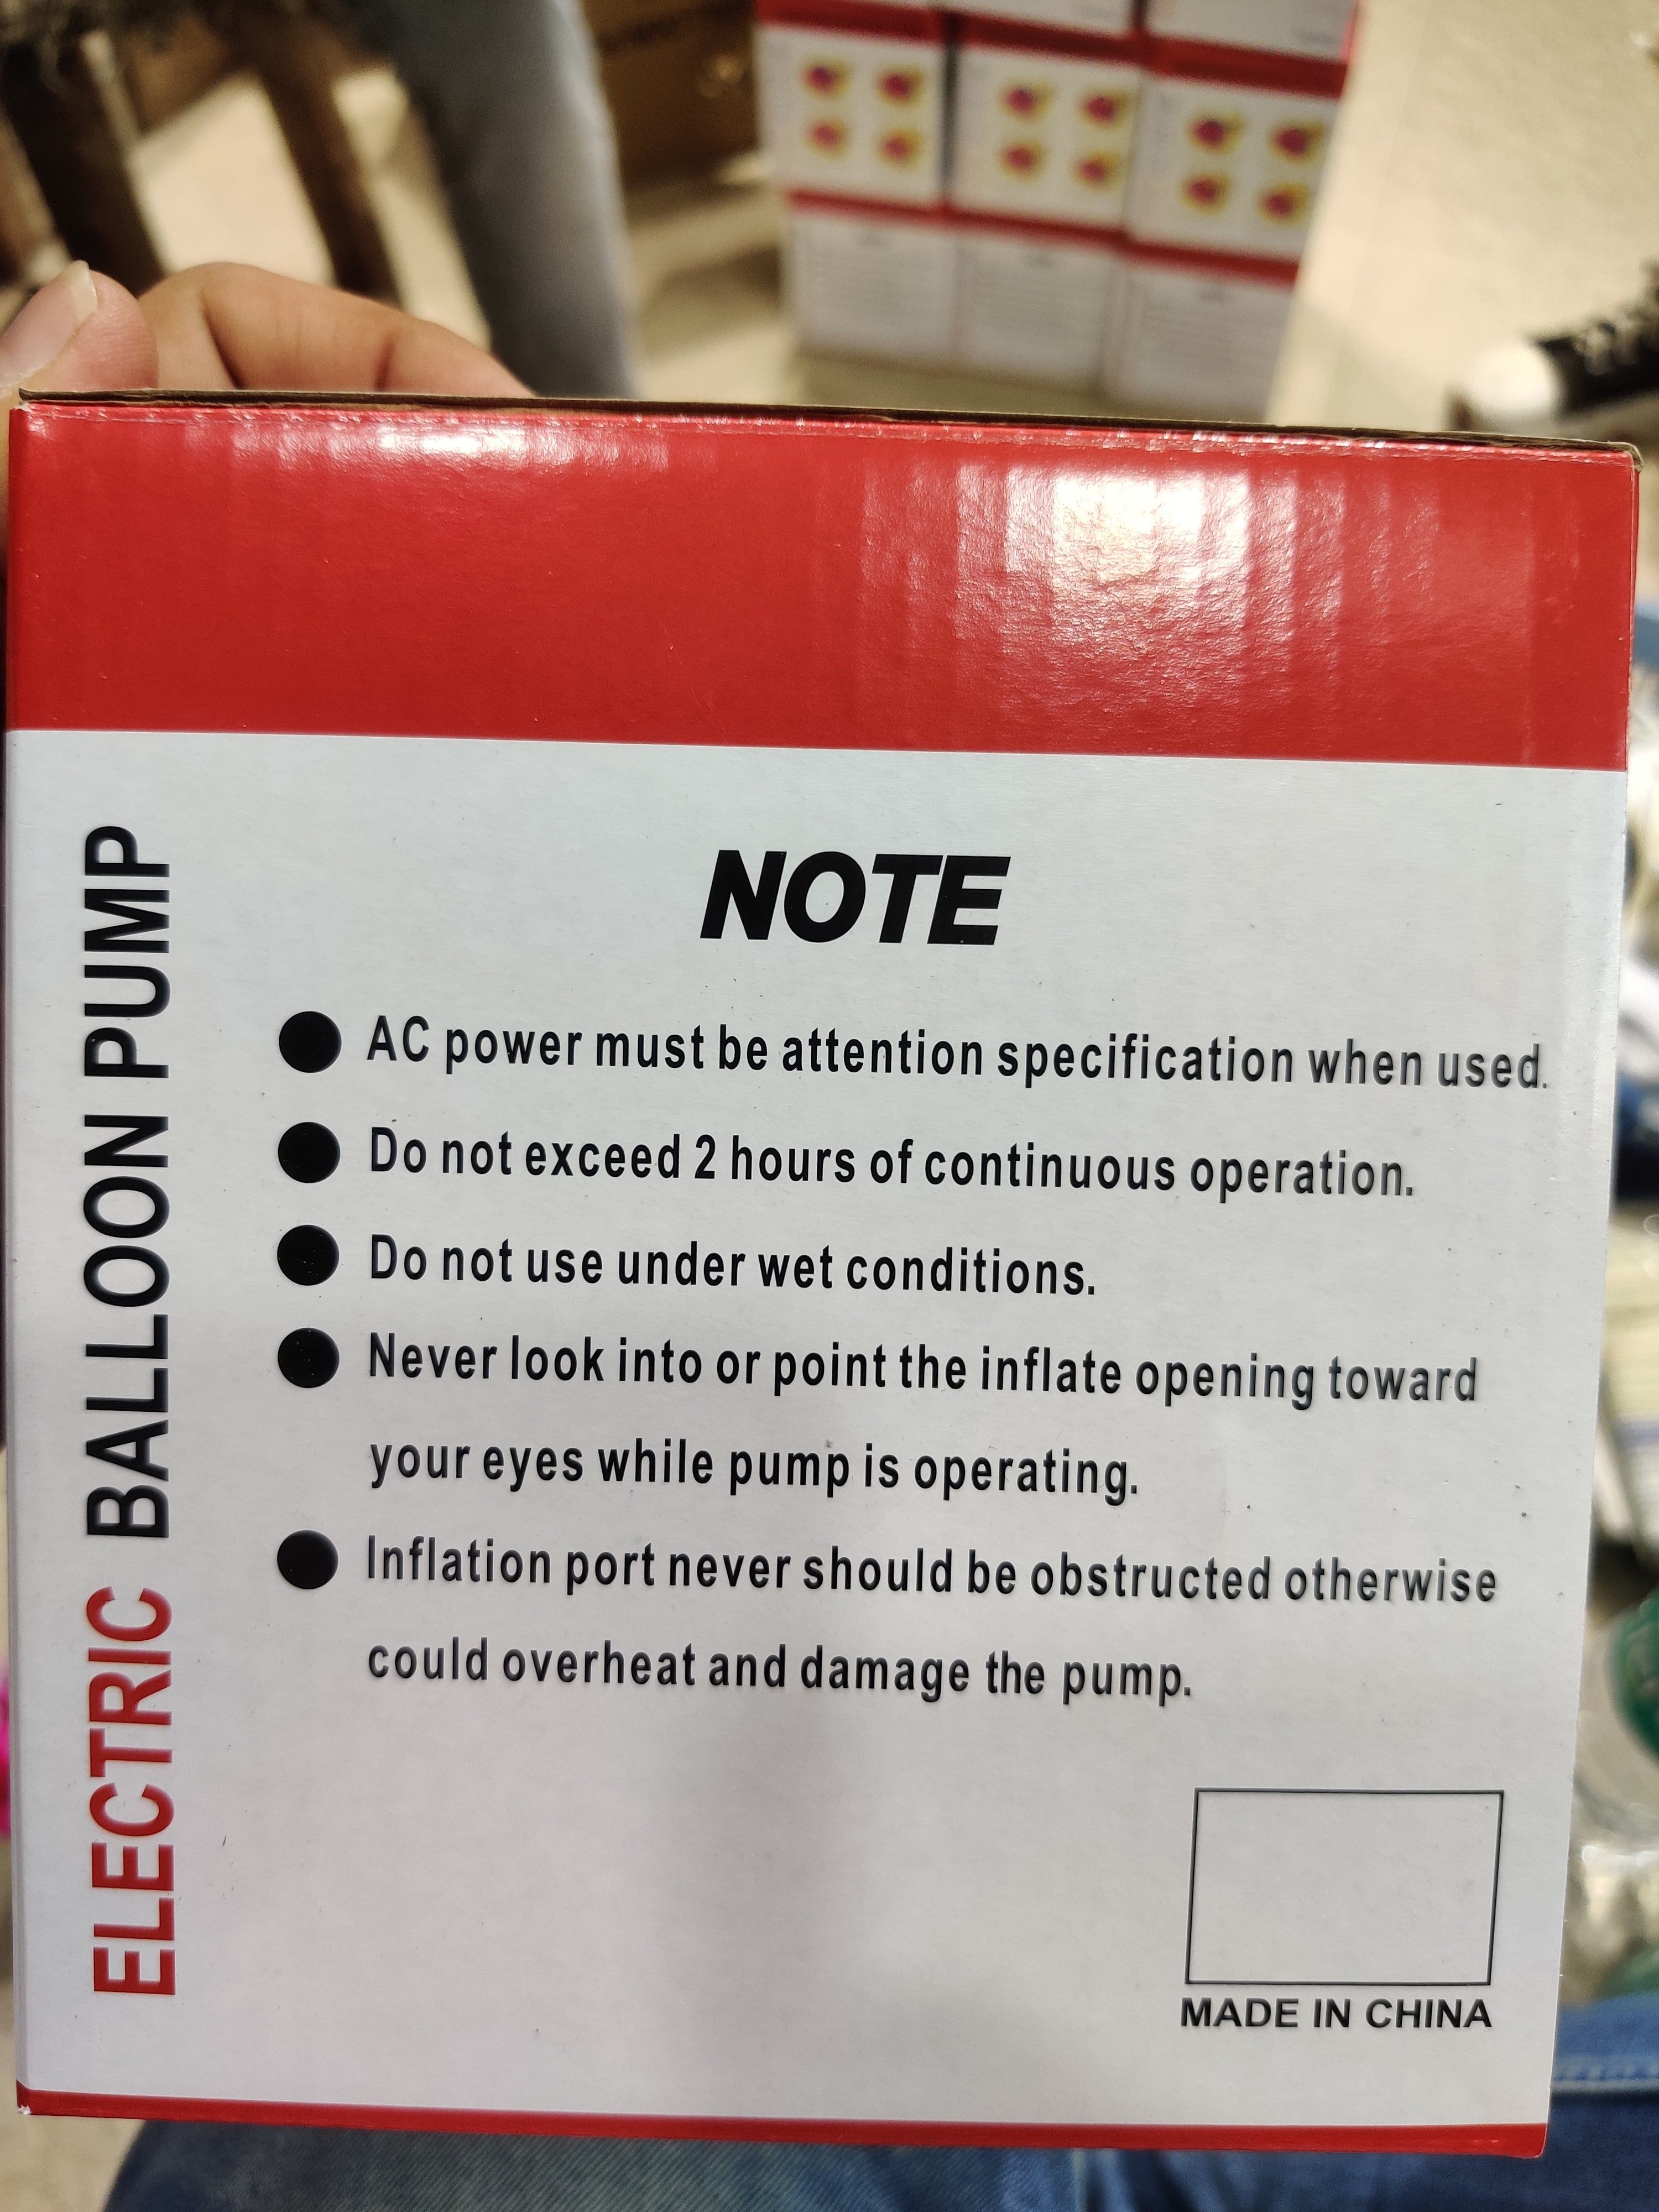 ELECTRIC BALLOON PUMP
NOTE
● AC power must be attention specification when used.
● Do not exceed 2 hours of continuous operation.
● Do not use under wet conditions.
● Never look into or point the inflate opening toward
your eyes while pump is operating.
● Inflation port never should be obstructed otherwise
could overheat and damage the pump.
MADE IN CHINA